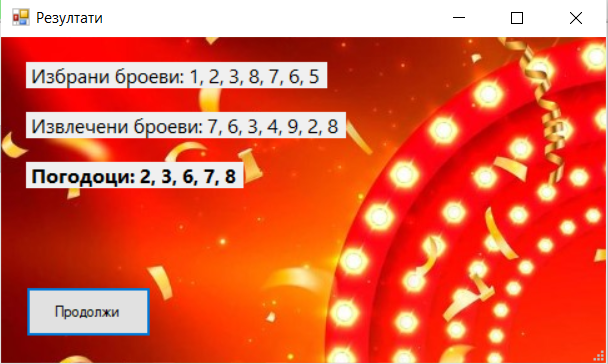 Резултати
Избрани броеви: 1, 2, 3, 8, 7, 6, 5
Извлечени броеви: 7, 6, 3, 4, 9, 2, 8
Погодоци: 2, 3, 6, 7, 8
Продолжи